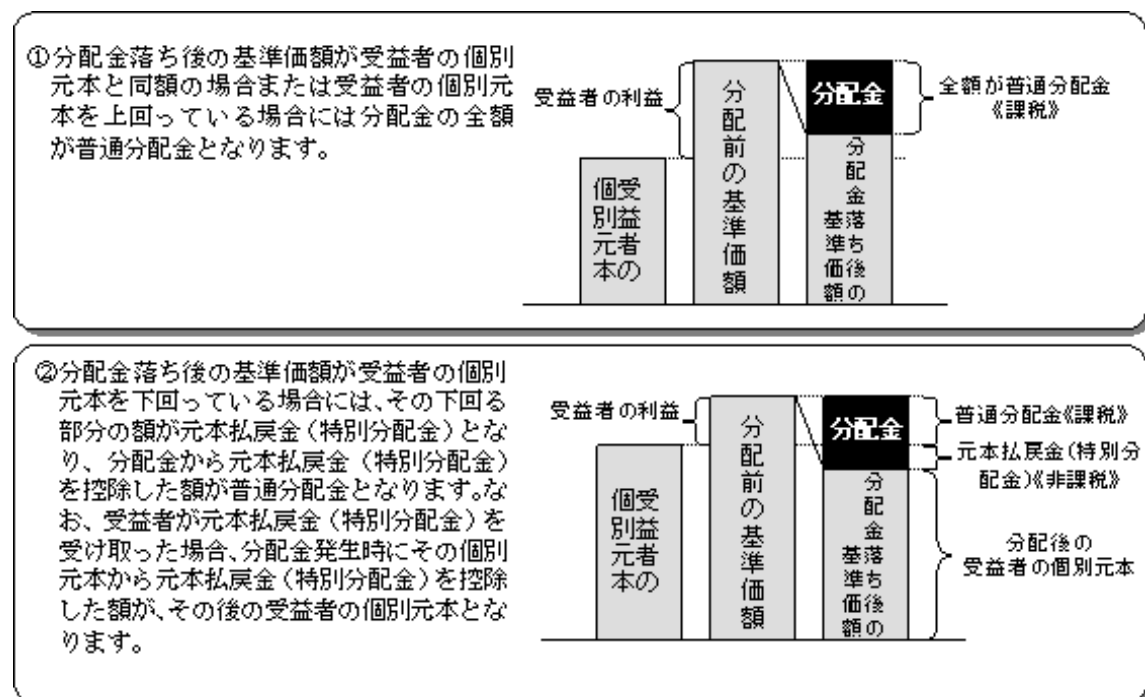 ①分配金落ち後の基準価額が受益者の個別
元本と同額の場合または受益者の個別元
本を上回っている場合には分配金の全額
が普通分配金となります。
受益者の利益
受益者の
個別元本
分配前の基準価額
分配金
分配金落ち後の
基準価額
全額が普通分配金
《課税》
②分配金落ち後の基準価額が受益者の個別
元本を下回っている場合には、その下回る
部分の額が元本払戻金(特別分配金)とな
り、分配金から元本払戻金(特別分配金)
を控除した額が普通分配金となります。な
お、受益者が元本払戻金(特別分配金)を
受け取った場合、分配金発生時にその個別
元本から元本払戻金(特別分配金)を控除
した額が、その後の受益者の個別元本とな
ります。
受益者の利益
受益者の
個別元本
分配前の基準価額
分配金
分配金落ち後の
基準価額
普通分配金《課税》
元本払戻金(特別分
配金)《非課税》
分配後の
受益者の個別元本